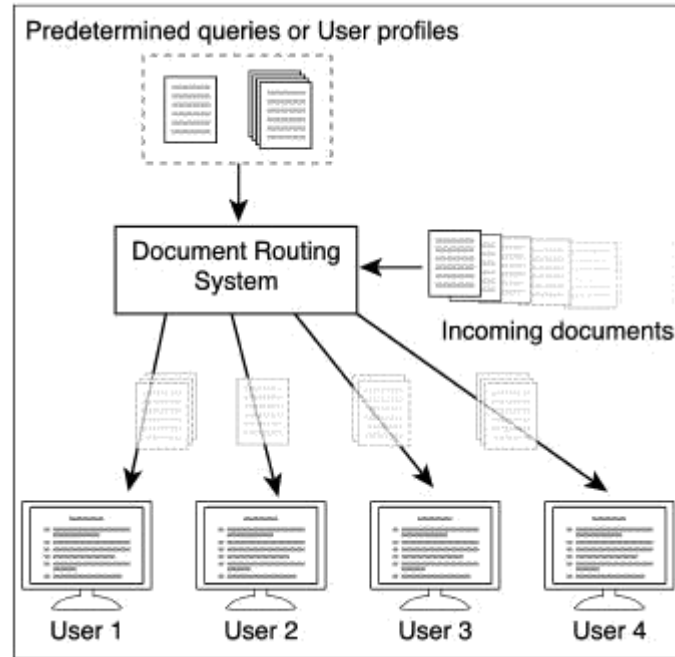 Predetermined queries or User profiles
Document Routing
System
Incoming documents
User 1
User 2
User 3
User 4